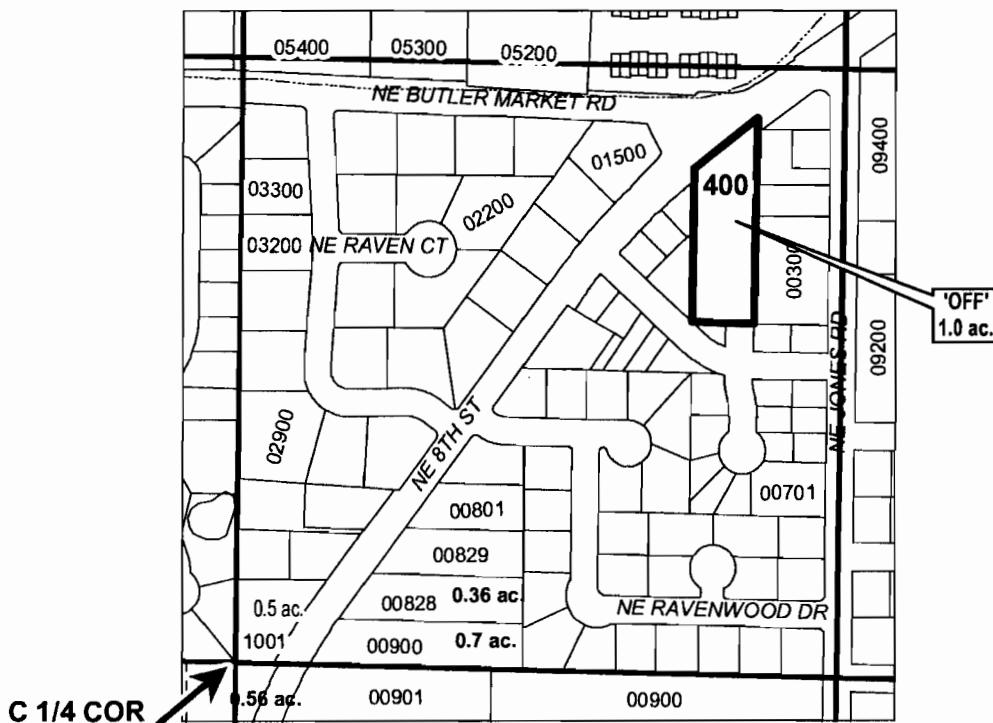 05400 05300 05200
NE BUTLER MARKET RD
01500
400
09400
03300
02200
03200 NE RAVEN CT
00300
'OFF'
1.0 ac.
09200
NE JONES RD
02900
NE 8TH ST
00701
00801
00829
0.5 ac.
00828 0.36 ac.
NE RAVENWOOD DR
1001
00900 0.7 ac.
C 1/4 COR
0.56 ac.
00901
00900